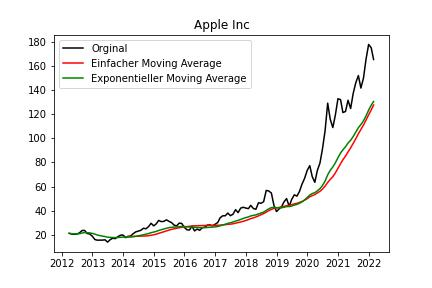 Apple Inc
180
160
140
120
100
80
60
40
20
Orginal
Einfacher Moving Average
Exponentieller Moving Average
2012 2013 2014 2015 2016 2017 2018 2019 2020 2021 2022